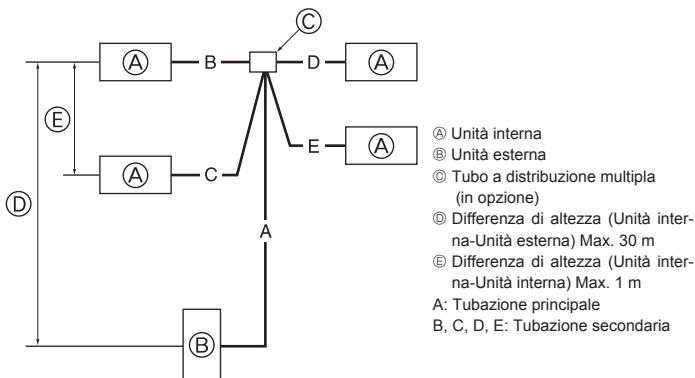 Ⓒ
Ⓐ B D Ⓐ
Ⓔ
Ⓐ C E Ⓐ
Ⓓ
A
Ⓑ
Ⓐ Unità interna
Ⓑ Unità esterna
Ⓒ Tubo a distribuzione multipla
(in opzione)
Ⓓ Differenza di altezza (Unità inter-
na-Unità esterna) Max. 30 m
Ⓔ Differenza di altezza (Unità inter-
na-Unità interna) Max. 1 m
A: Tubazione principale
B, C, D, E: Tubazione secondaria